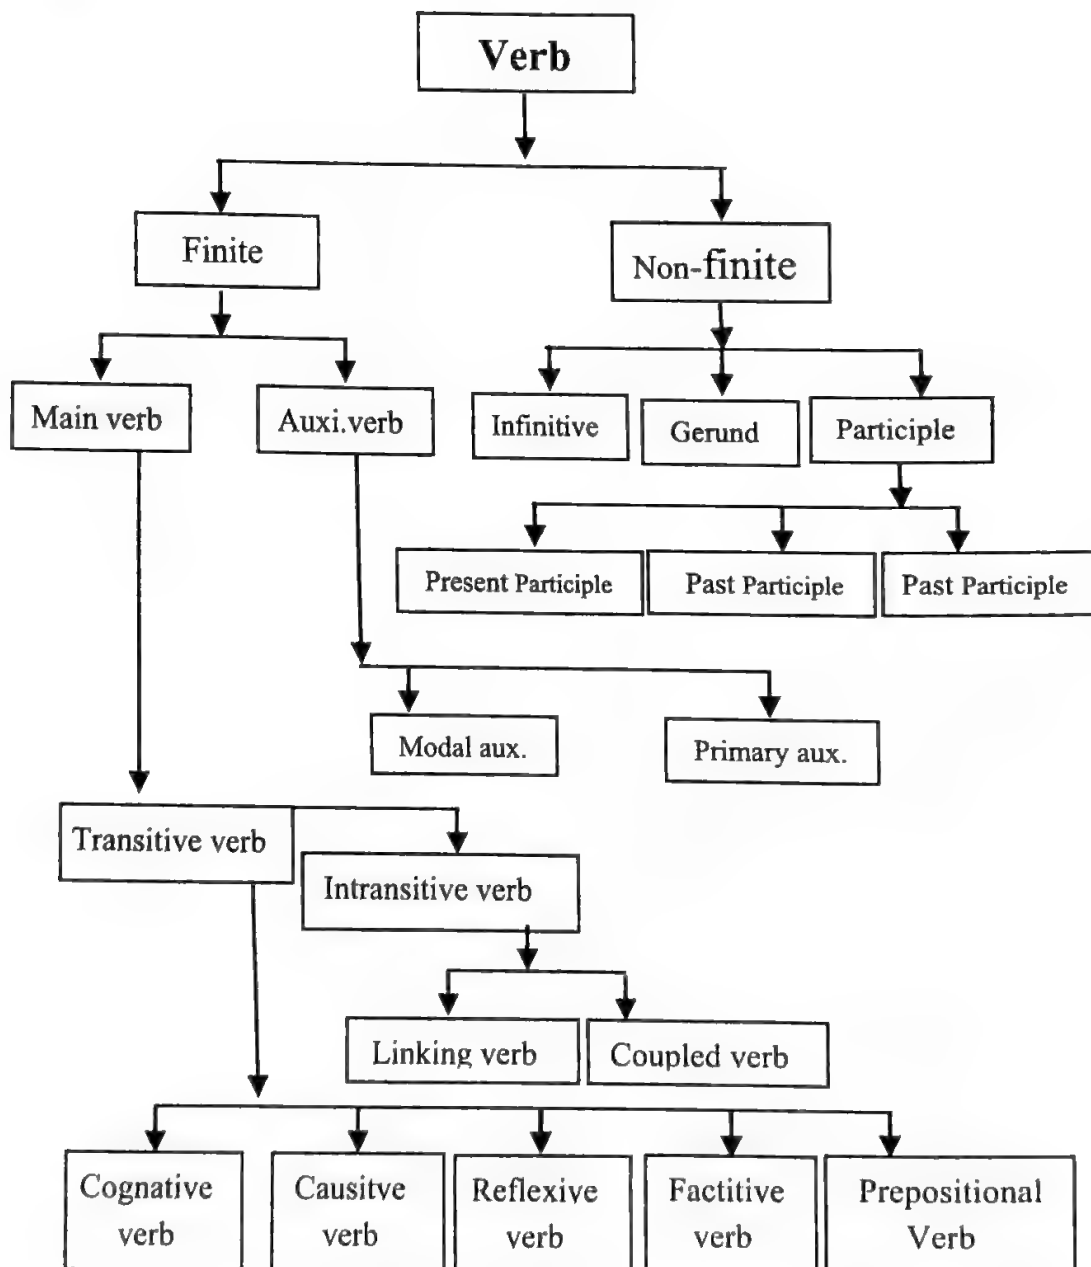 Verb
Finite
Non-finite
Main verb
Auxi.verb
Infinitive
Gerund
Participle
Present Participle
Past Participle
Past Participle
Modal aux.
Primary aux.
Transitive verb
Intransitive verb
Linking verb
Coupled verb
Cognative
verb
Causitve
verb
Reflexive
verb
Factitive
verb
Prepositional
Verb